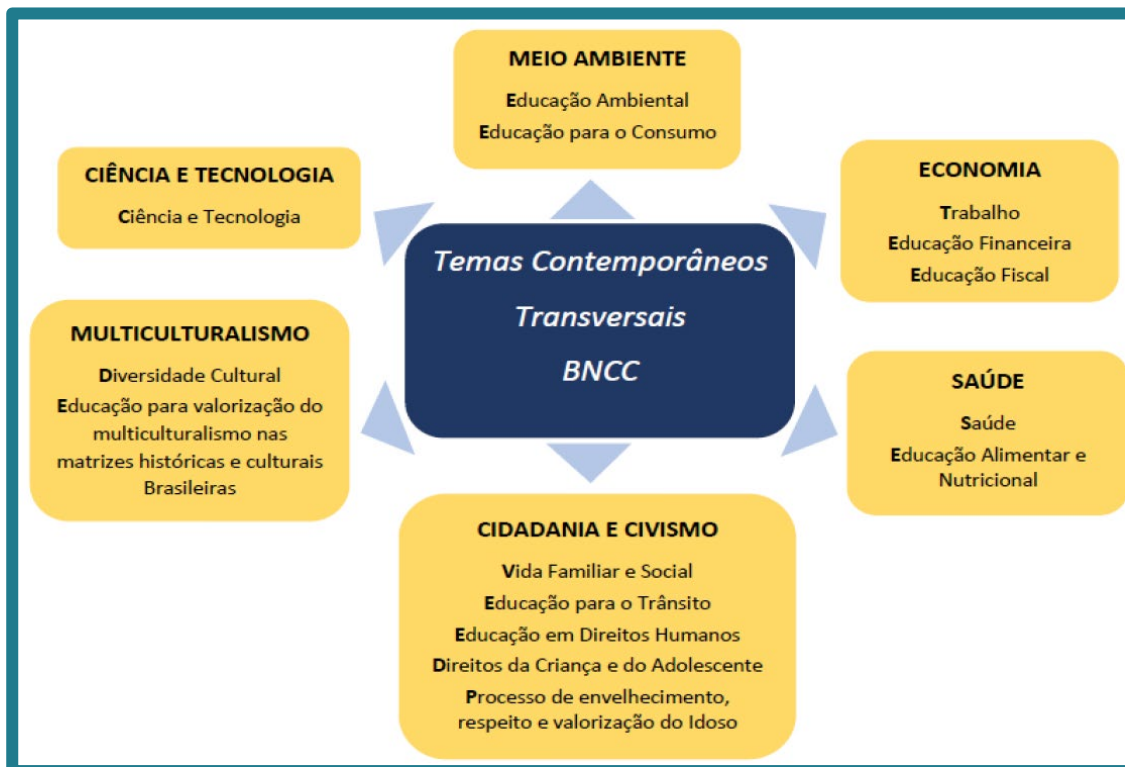 MEIO AMBIENTE
Educação Ambiental
Educação para o Consumo
CIÊNCIA E TECNOLOGIA
Ciência e Tecnologia
ECONOMIA
Trabalho
Educação Financeira
Educação Fiscal
Temas Contemporâneos
Transversais
BNCC
MULTICULTURALISMO
Diversidade Cultural
Educação para valorização do
multiculturalismo nas
matrizes históricas e culturais
Brasileiras
SAÚDE
Saúde
Educação Alimentar e
Nutricional
CIDADANIA E CIVISMO
Vida Familiar e Social
Educação para o Trânsito
Educação em Direitos Humanos
Direitos da Criança e do Adolescente
Processo de envelhecimento,
respeito e valorização do Idoso